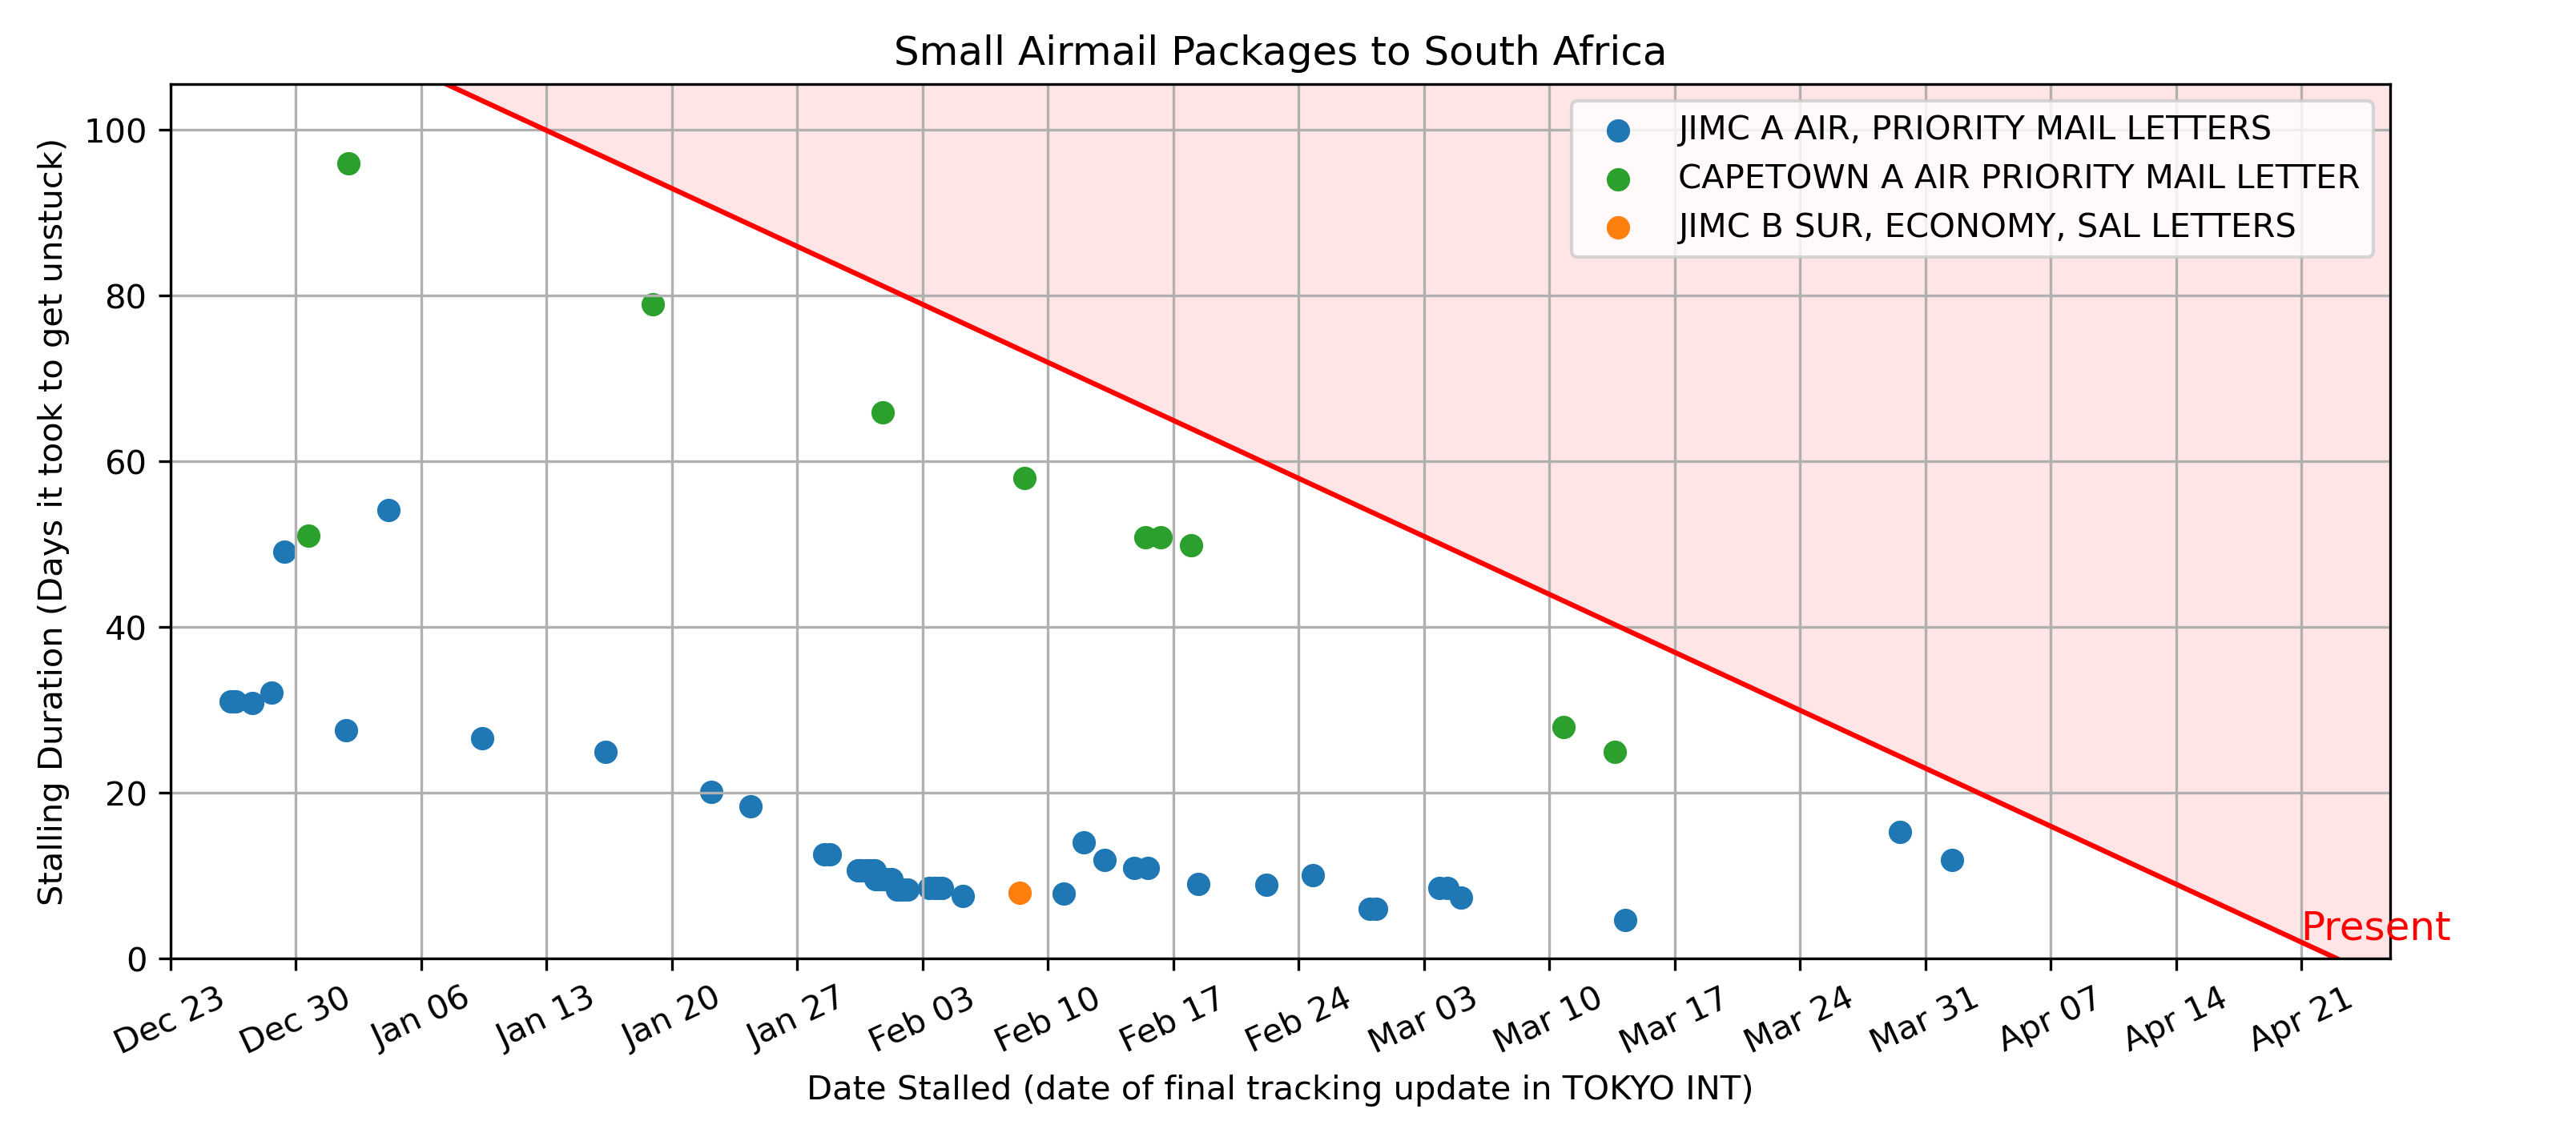 Small Airmail Packages to South Africa
JIMC A AIR, PRIORITY MAIL LETTERS
CAPETOWN A AIR PRIORITY MAIL LETTER
JIMC B SUR, ECONOMY, SAL LETTERS
Stalling Duration (Days it took to get unstuck)
100
80
60
40
20
0
Present
Dec 23
Dec 30
Jan 06
Jan 13
Jan 20
Jan 27
Feb 03
Feb 10
Feb 17
Feb 24
Mar 03
Mar 10
Mar 17
Mar 24
Mar 31
Apr 07
Apr 14
Apr 21
Date Stalled (date of final tracking update in TOKYO INT)